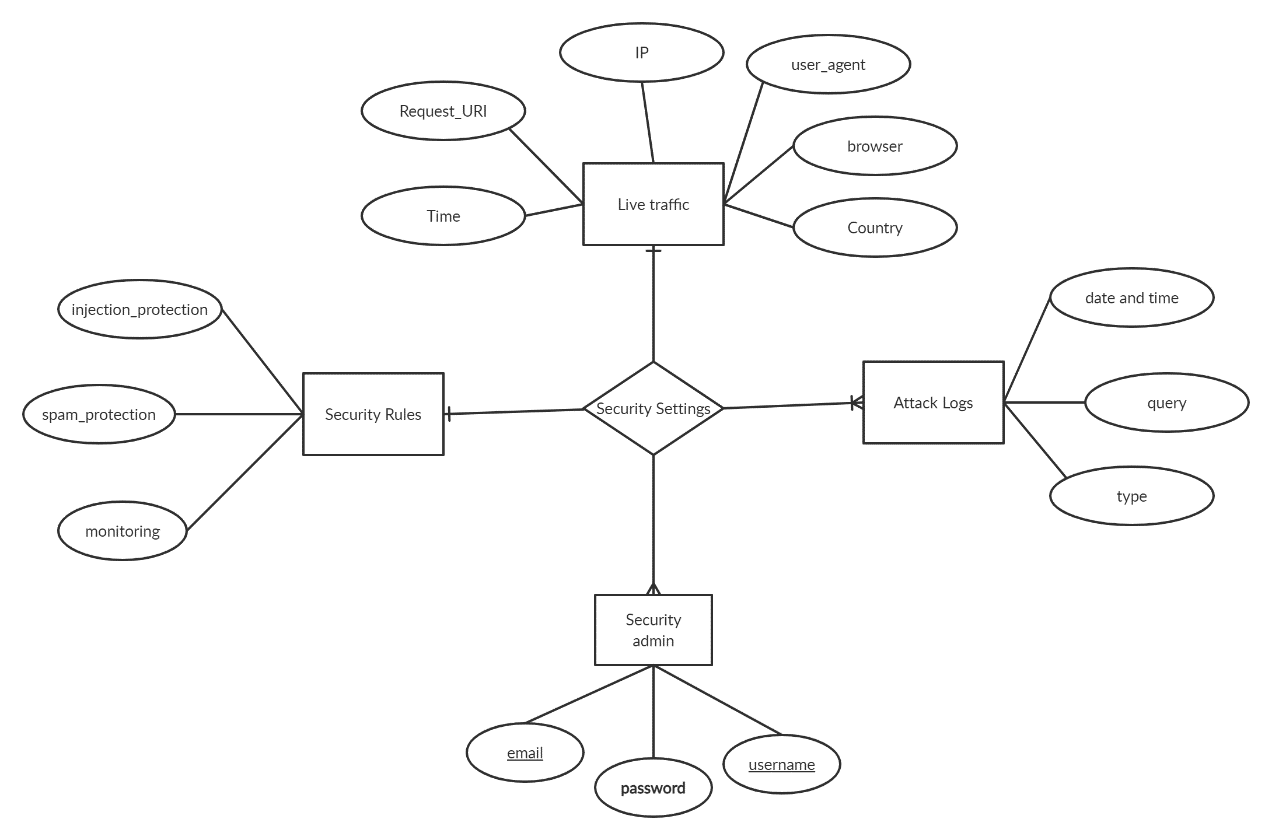 IP
user_agent
Request_URI
browser
Live traffic
Time
Country
injection_protection
date and time
Security Rules
Security Settings
Attack Logs
spam_protection
query
monitoring
type
Security
admin
email
password
username